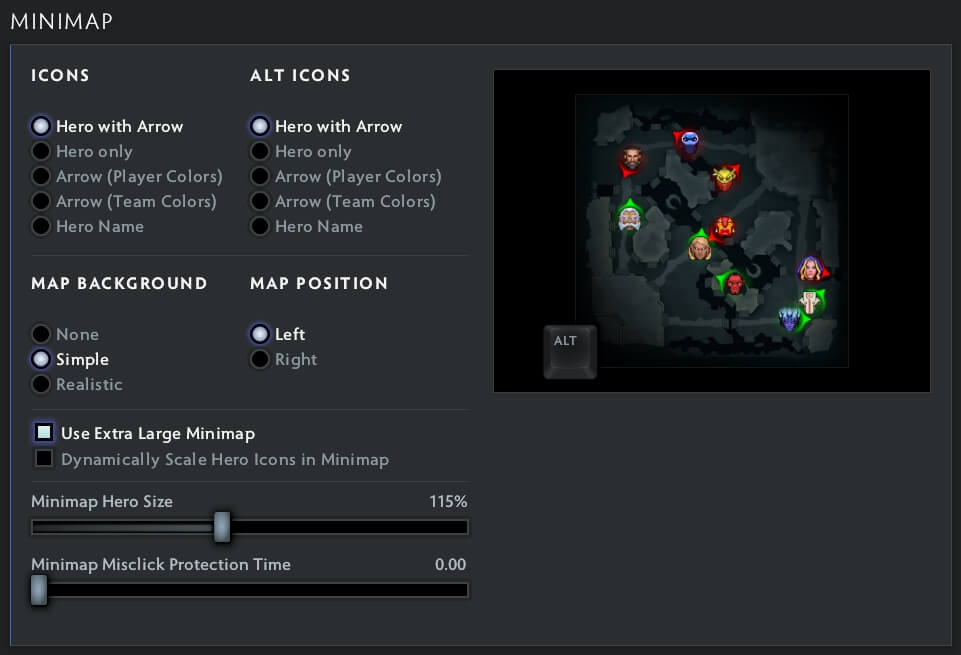 MINIMAP
ICONS
Hero with Arrow
Hero only
Arrow (Player Colors)
Arrow (Team Colors)
Hero Name
ALT ICONS
Hero with Arrow
Hero only
Arrow (Player Colors)
Arrow (Team Colors)
Hero Name
MAP BACKGROUND
None
Simple
Realistic
MAP POSITION
Left
Right
Use Extra Large Minimap
Dynamically Scale Hero Icons in Minimap
Minimap Hero Size 115%
Minimap Misclick Protection Time 0.00
ALT